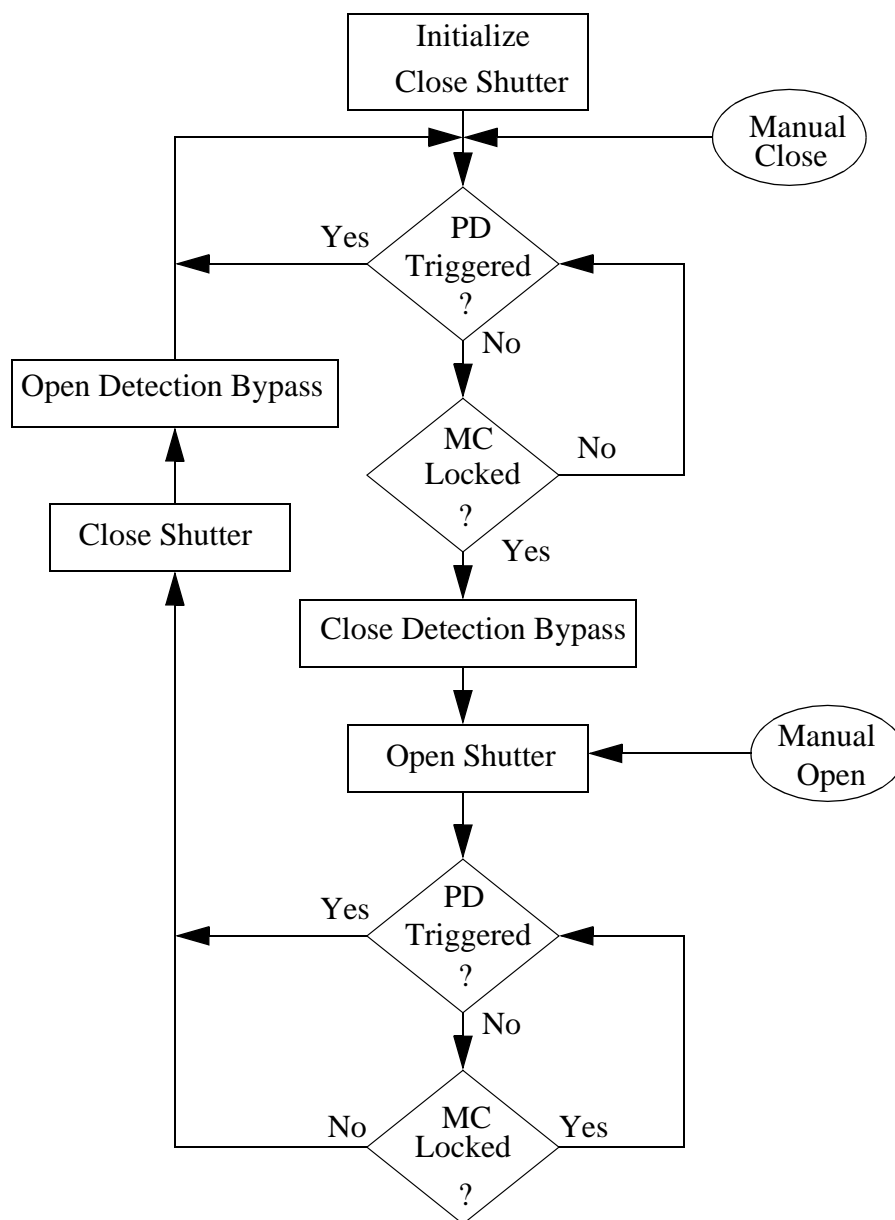 Initialize
Close Shutter
Manual
Close
Yes
PD
Triggered
?
No
Open Detection Bypass
MC
Locked
?
No
Close Shutter
Yes
Close Detection Bypass
Open Shutter
Manual
Open
Yes
PD
Triggered
?
No
No
MC
Locked
?
Yes